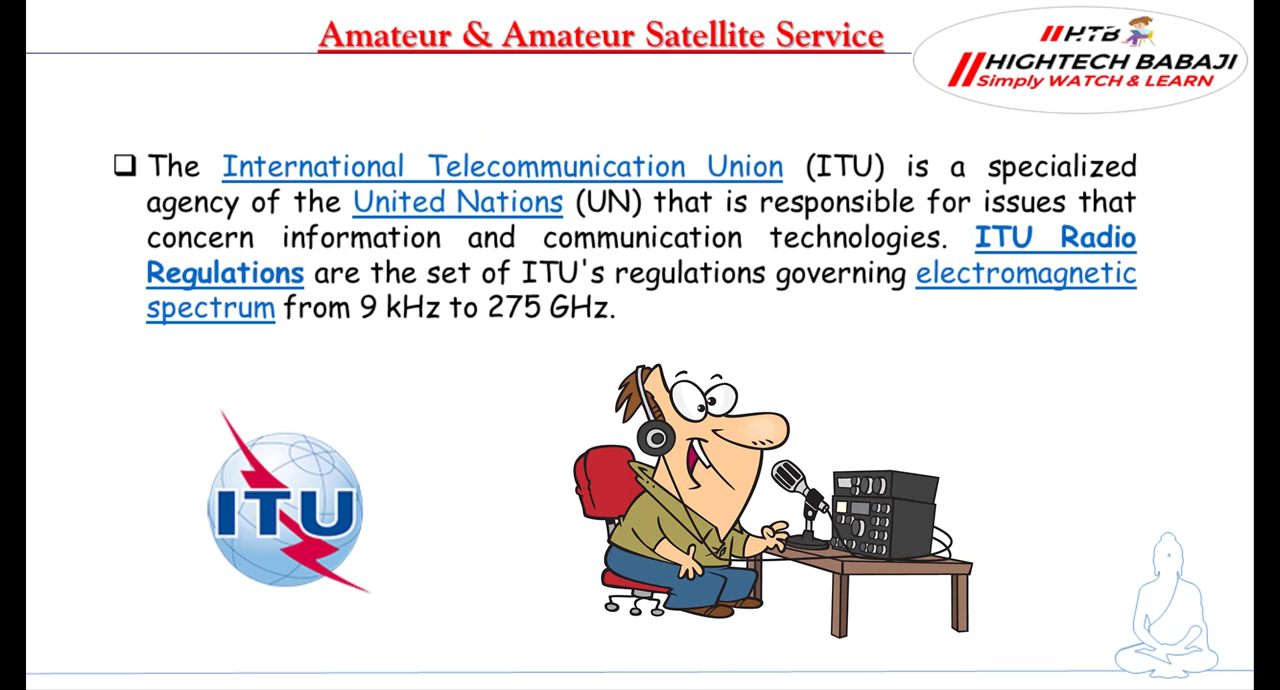 Amateur & Amateur Satellite Service
HTB
HIGHTECH BABAJI
Simply WATCH & LEARN
The International Telecommunication Union (ITU) is a specialized
agency of the United Nations (UN) that is responsible for issues that
concern information and communication technologies. ITU Radio
Regulations are the set of ITU's regulations governing electromagnetic
spectrum from 9 kHz to 275 GHz.
ITU